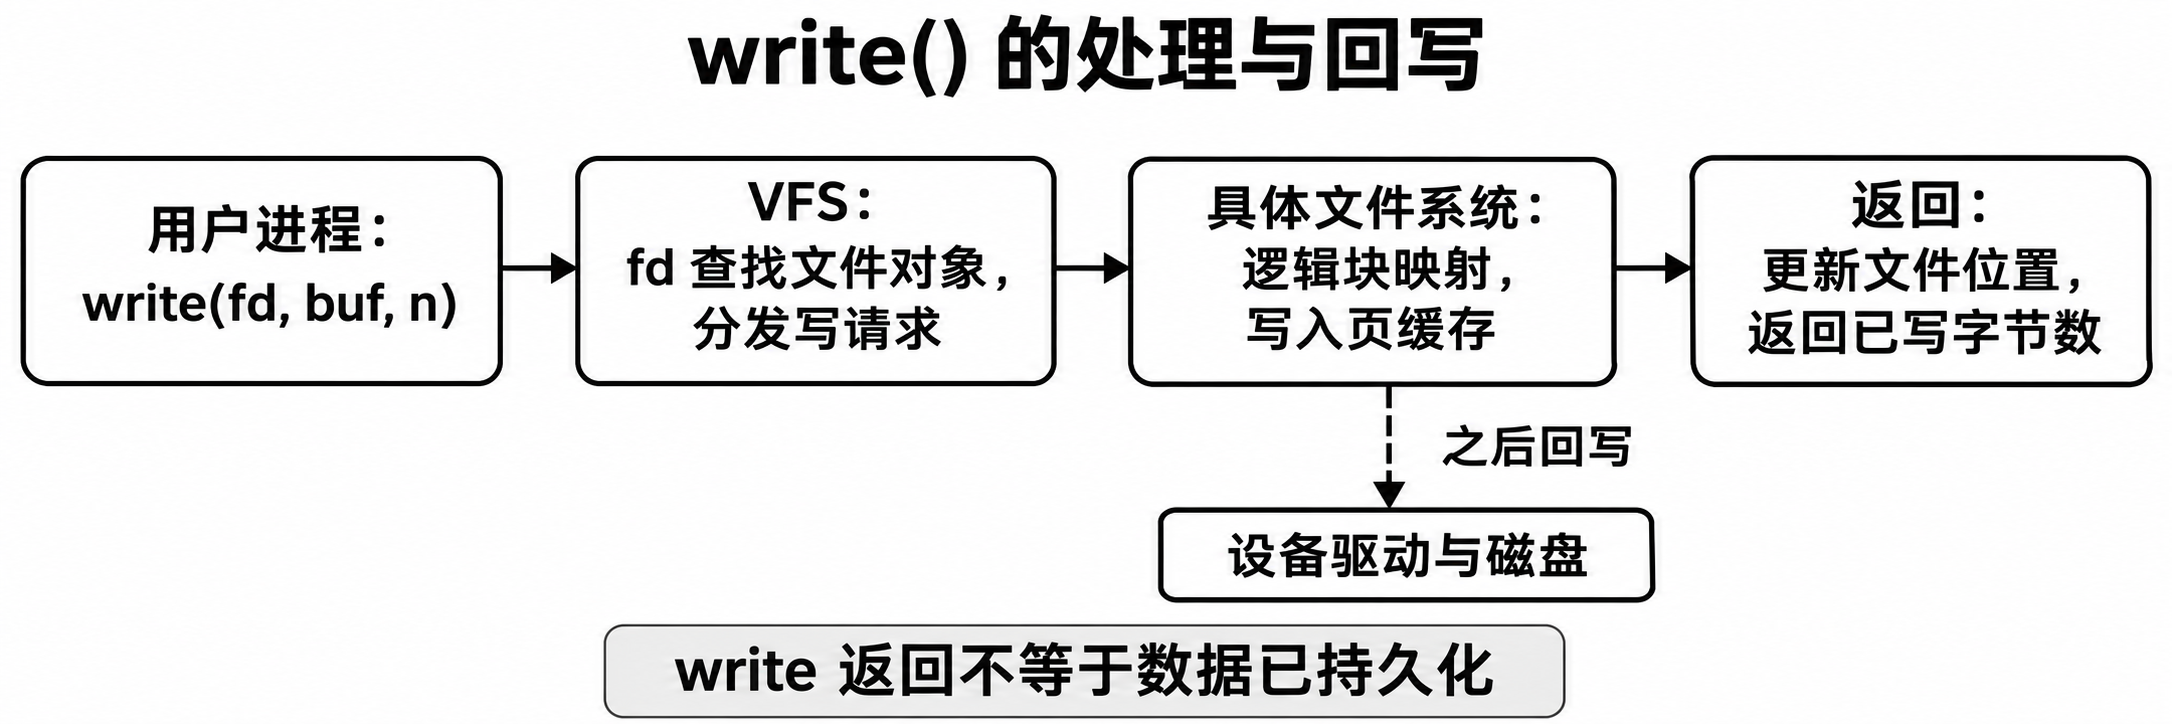 write() 的处理与回写
用户进程：
write(fd, buf, n)
VFS：
fd 查找文件对象，
分发写请求
具体文件系统：
逻辑块映射，
写入页缓存
返回：
更新文件位置，
返回已写字节数
之后回写
设备驱动与磁盘
write 返回不等于数据已持久化